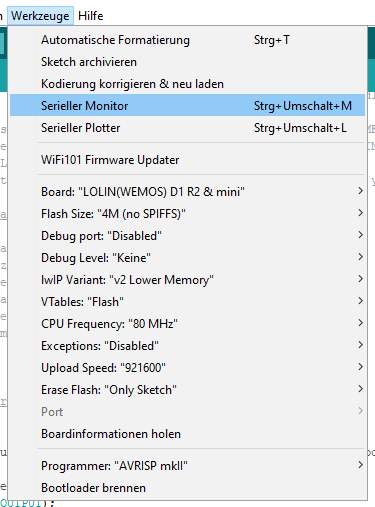 Werkzeuge Hilfe
Automatische Formatierung Strg+T
Sketch archivieren
Kodierung korrigieren & neu laden
Serieller Monitor Strg+Umschalt+M
Serieller Plotter Strg+Umschalt+L
WiFi101 Firmware Updater
Board: "LOLIN(WEMOS) D1 R2 & mini"
Flash Size: "4M (no SPIFFS)"
Debug port: "Disabled"
Debug Level: "Keine"
IwIP Variant: "v2 Lower Memory"
VTables: "Flash"
CPU Frequency: "80 MHz"
Exceptions: "Disabled"
Upload Speed: "921600"
Erase Flash: "Only Sketch"
Port
Boardinformationen holen
Programmer: "AVRISP mkII"
Bootloader brennen